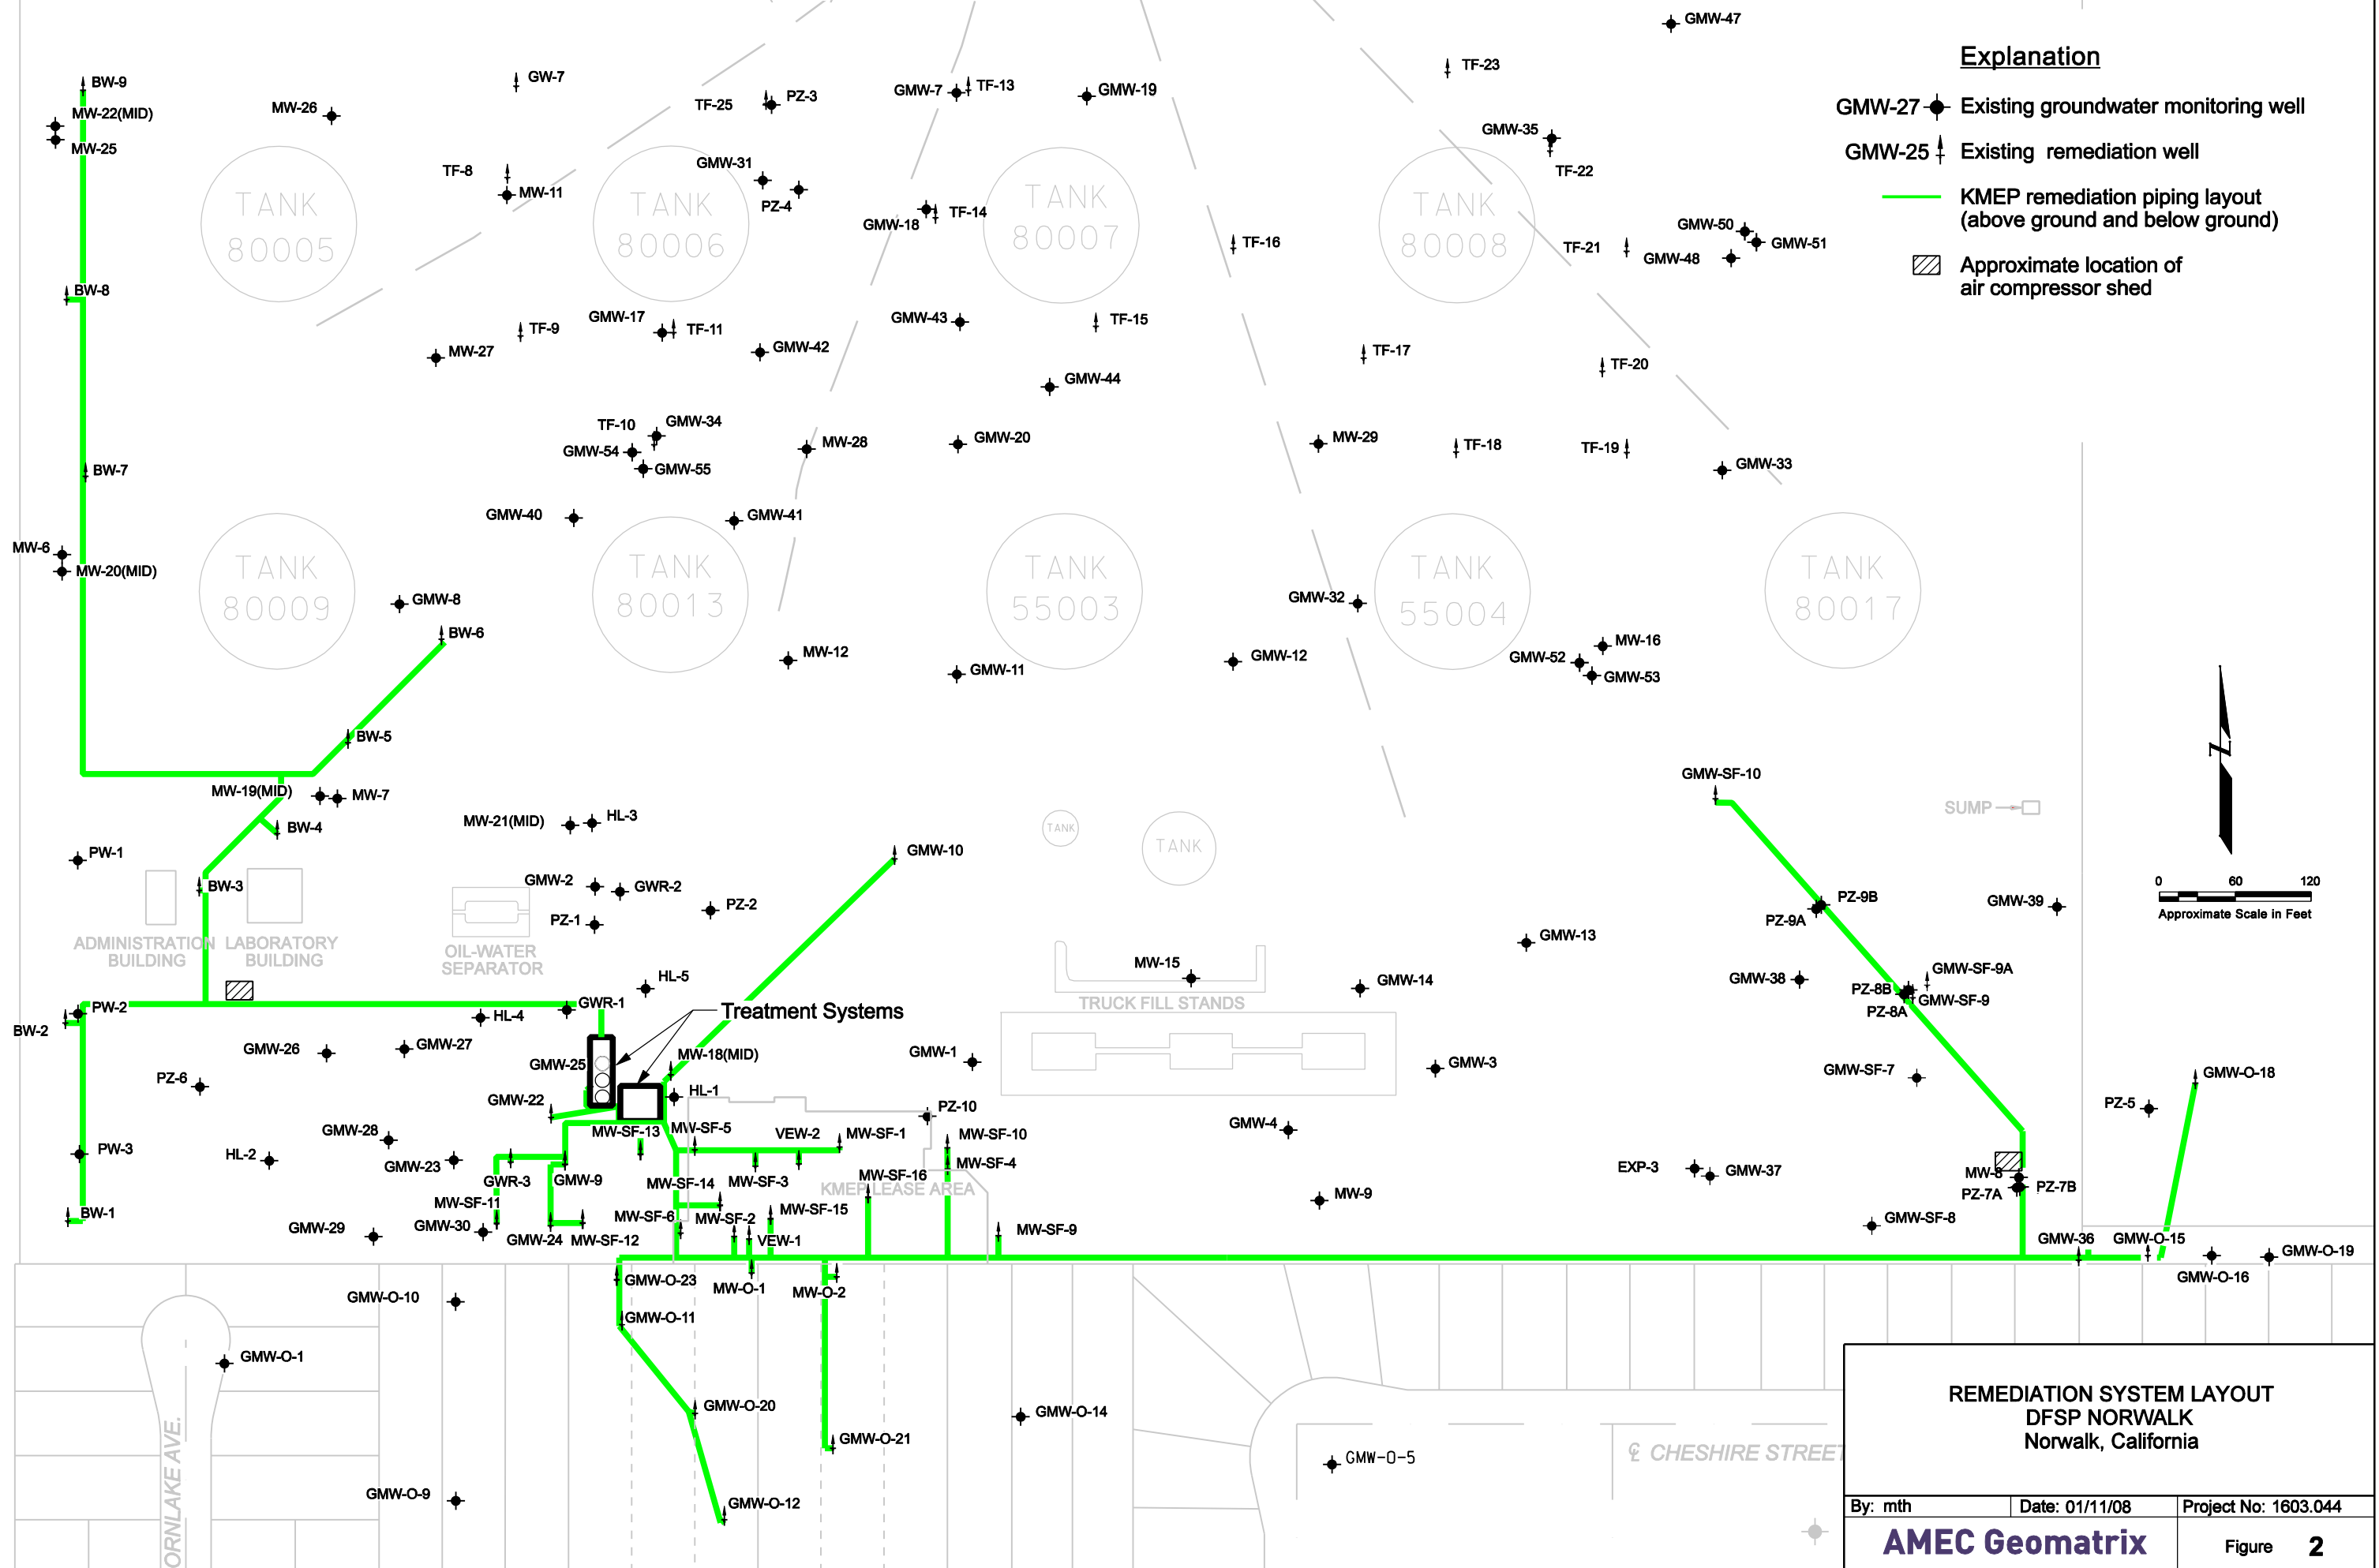 GMW-47
Explanation
GMW-27 Existing groundwater monitoring well
GMW-25 Existing remediation well
KMEP remediation piping layout
(above ground and below ground)
Approximate location of
air compressor shed
BW-9
MW-22(MID)
MW-25
MW-26
GW-7
TF-25
PZ-3
GMW-7
TF-13
GMW-19
TF-23
GMW-35
TF-22
TF-8
MW-11
GMW-31
PZ-4
GMW-18
TF-14
TF-16
TF-21
GMW-50
GMW-51
GMW-48
TANK
80005
TANK
80006
TANK
80007
TANK
80008
BW-8
TF-9
MW-27
GMW-17
TF-11
GMW-42
GMW-43
TF-15
GMW-44
TF-17
TF-20
BW-7
TF-10
GMW-34
GMW-54
GMW-55
MW-28
GMW-20
MW-29
TF-18
TF-19
GMW-33
GMW-40
GMW-41
MW-6
MW-20(MID)
TANK
80009
TANK
80013
TANK
55003
TANK
55004
TANK
80017
GMW-8
BW-6
GMW-32
MW-12
GMW-11
GMW-12
MW-16
GMW-52
GMW-53
BW-5
MW-19(MID)
MW-7
BW-4
MW-21(MID)
HL-3
GMW-10
TANK
TANK
GMW-SF-10
SUMP
Z
0 60 120
Approximate Scale in Feet
PW-1
BW-3
GMW-2
GWR-2
PZ-1
PZ-2
ADMINISTRATION
BUILDING
LABORATORY
BUILDING
OIL-WATER
SEPARATOR
PZ-9B
PZ-9A
GMW-39
GMW-13
MW-15
GMW-14
TRUCK FILL STANDS
GMW-38
GMW-SF-9A
PZ-8B
GMW-SF-9
PZ-8A
HL-5
PW-2
BW-2
HL-4
GWR-1
Treatment Systems
GMW-26
GMW-27
GMW-25
MW-18(MID)
GMW-1
GMW-3
GMW-SF-7
GMW-O-18
PZ-6
GMW-22
HL-1
PZ-10
GMW-4
PZ-5
PW-3
HL-2
GMW-28
GMW-23
MW-SF-13
MW-SF-5
VEW-2
MW-SF-1
MW-SF-10
MW-SF-4
GWR-3
GMW-9
MW-SF-14
MW-SF-3
MW-SF-16
KMEP LEASE AREA
EXP-3
GMW-37
MW-8
PZ-7A
PZ-7B
BW-1
MW-SF-11
GMW-29
GMW-30
GMW-24
MW-SF-12
MW-SF-6
MW-SF-2
MW-SF-15
VEW-1
MW-SF-9
MW-9
GMW-SF-8
GMW-36
GMW-O-15
GMW-O-16
GMW-O-19
GMW-O-23
MW-O-1
MW-O-2
GMW-O-10
GMW-O-11
GMW-O-1
GMW-O-20
GMW-O-21
GMW-O-14
GMW-O-5
GMW-O-9
GMW-O-12
ORNLAKE AVE.
℄ CHESHIRE STREET
REMEDIATION SYSTEM LAYOUT
DFSP NORWALK
Norwalk, California
By: mth Date: 01/11/08 Project No: 1603.044
AMEC Geomatrix Figure 2